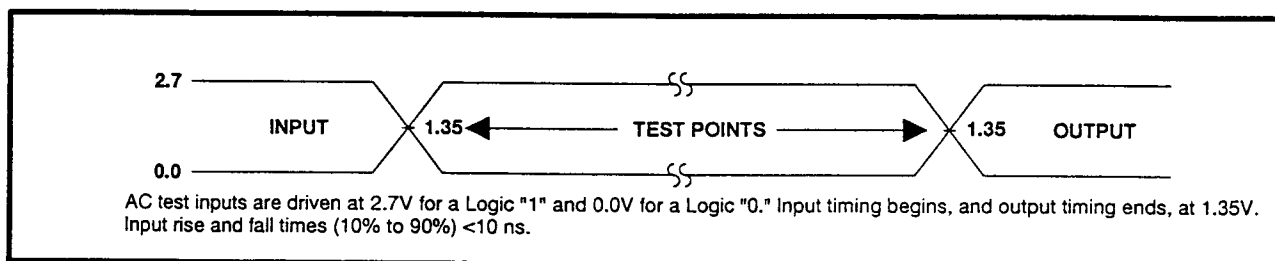 2.7
INPUT 1.35 TEST POINTS 1.35 OUTPUT
0.0
AC test inputs are driven at 2.7V for a Logic "1" and 0.0V for a Logic "0." Input timing begins, and output timing ends, at 1.35V.
Input rise and fall times (10% to 90%) <10 ns.